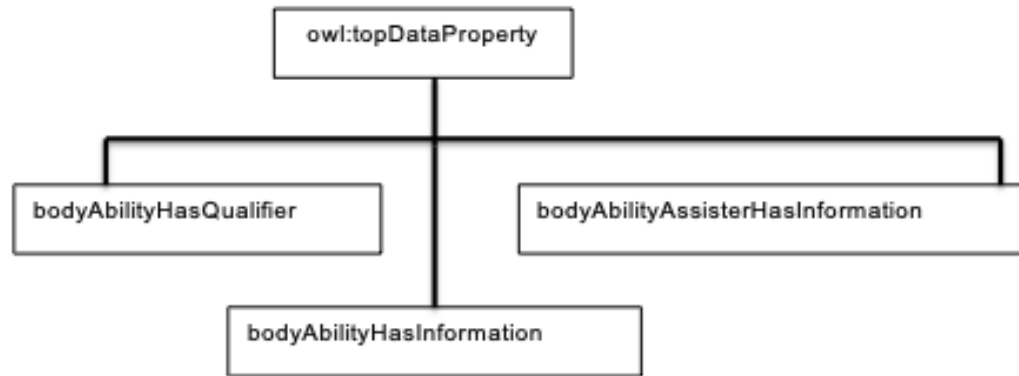 owl:topDataProperty
bodyAbilityHasQualifier
bodyAbilityAssisterHasInformation
bodyAbilityHasInformation